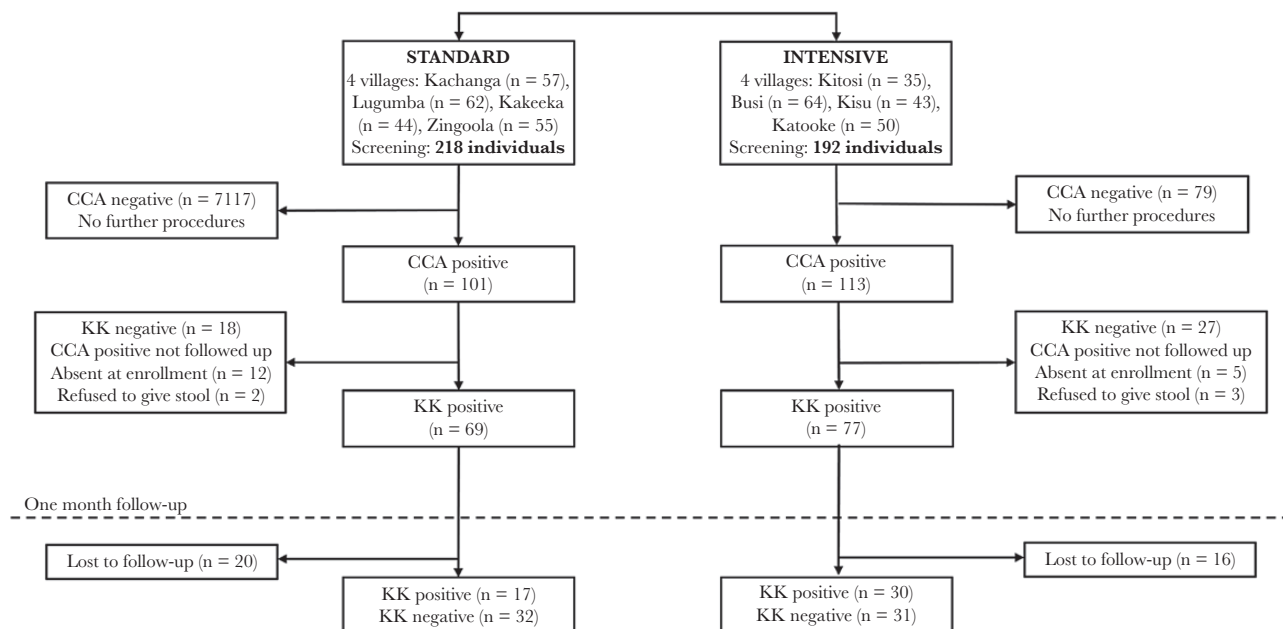 STANDARD
4 villages: Kachanga (n = 57),
Lugumba (n = 62), Kakeeka
(n = 44), Zingoola (n = 55)
Screening: 218 individuals
INTENSIVE
4 villages: Kitosi (n = 35),
Busi (n = 64), Kisu (n = 43),
Katooke (n = 50)
Screening: 192 individuals
CCA negative (n = 7117)
No further procedures
CCA negative (n = 79)
No further procedures
CCA positive
(n = 101)
CCA positive
(n = 113)
KK negative (n = 18)
CCA positive not followed up
Absent at enrollment (n = 12)
Refused to give stool (n = 2)
KK negative (n = 27)
CCA positive not followed up
Absent at enrollment (n = 5)
Refused to give stool (n = 3)
KK positive
(n = 69)
KK positive
(n = 77)
One month follow-up
Lost to follow-up (n = 20)
Lost to follow-up (n = 16)
KK positive (n = 17)
KK negative (n = 32)
KK positive (n = 30)
KK negative (n = 31)